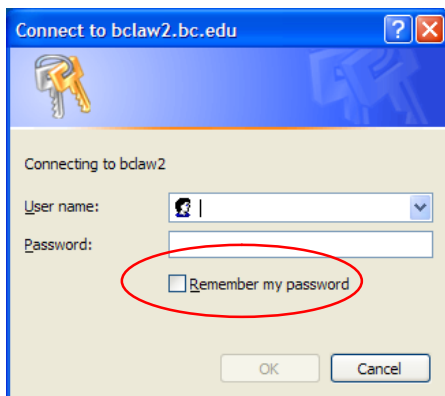 Connect to bclaw2.bc.edu
Connecting to bclaw2
User name:
Password:
Remember my password
OK Cancel